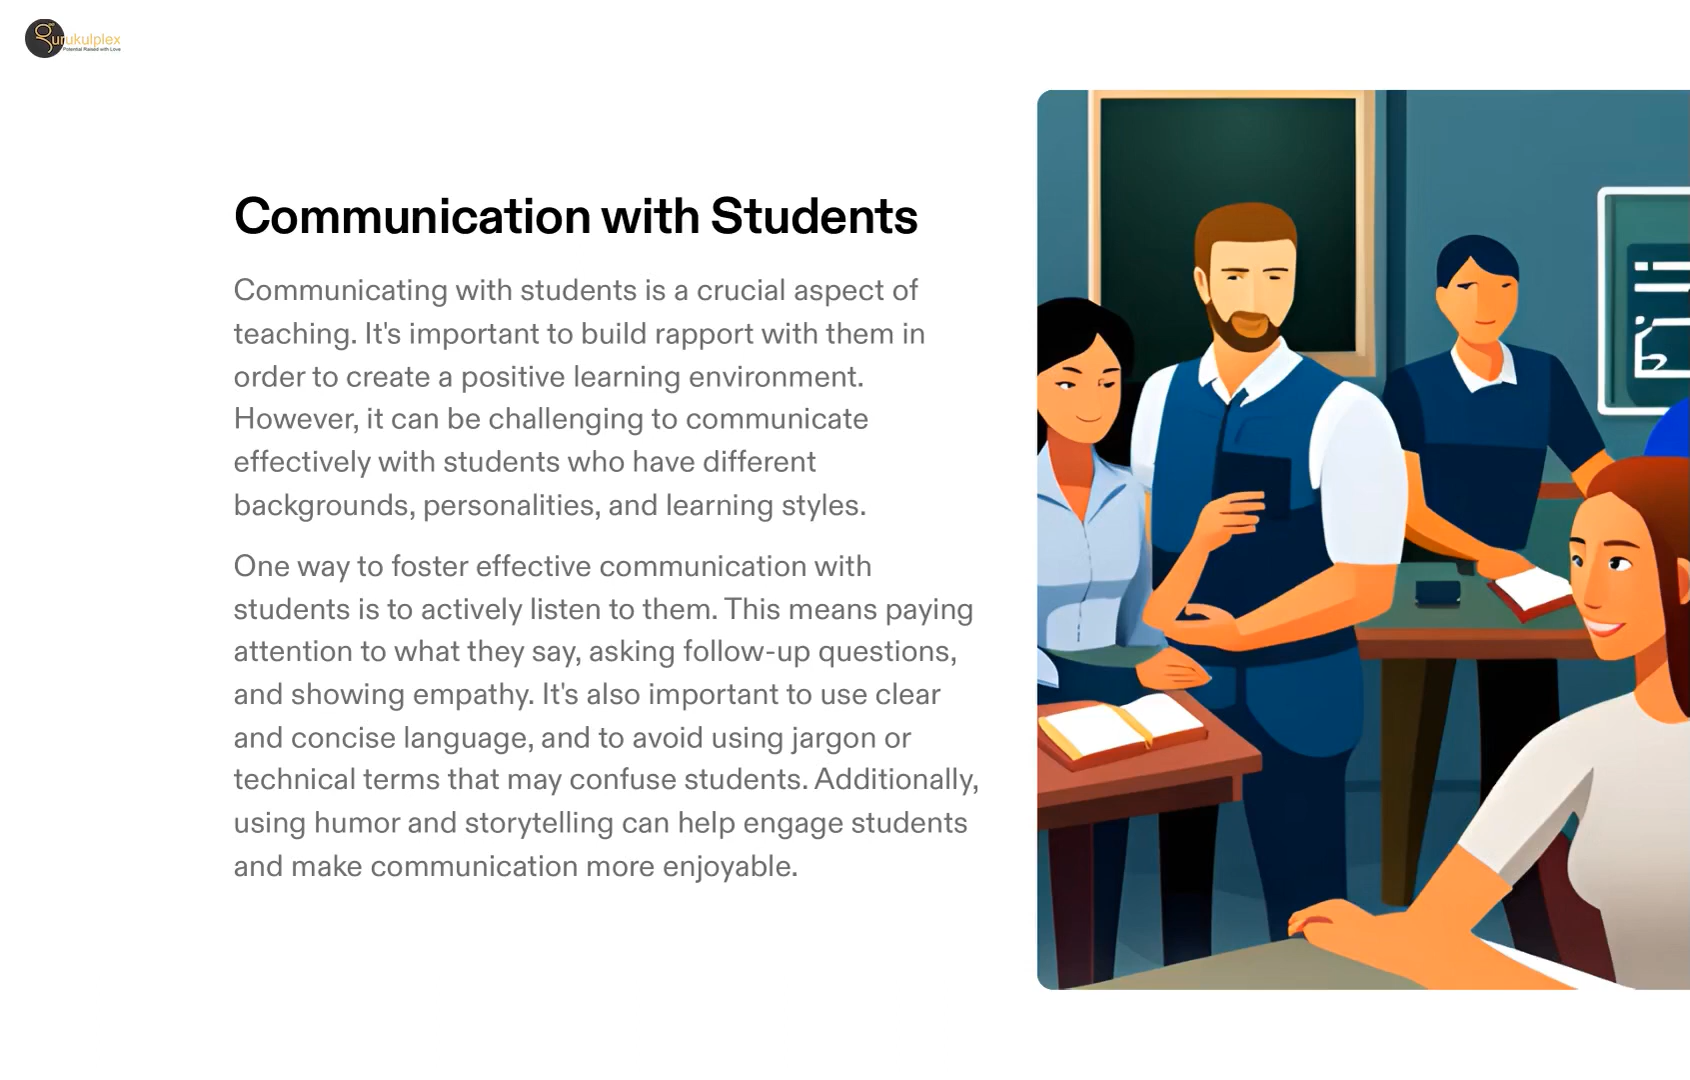 gurukulplex
Potential Raised with Love
Communication with Students
Communicating with students is a crucial aspect of
teaching. It's important to build rapport with them in
order to create a positive learning environment.
However, it can be challenging to communicate
effectively with students who have different
backgrounds, personalities, and learning styles.
One way to foster effective communication with
students is to actively listen to them. This means paying
attention to what they say, asking follow-up questions,
and showing empathy. It's also important to use clear
and concise language, and to avoid using jargon or
technical terms that may confuse students. Additionally,
using humor and storytelling can help engage students
and make communication more enjoyable.